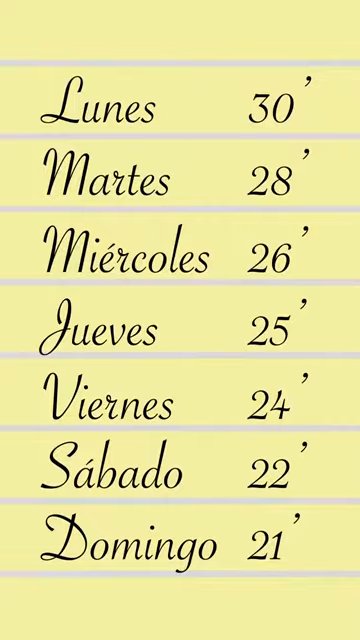 Lunes 30’
Martes 28’
Miércoles 26’
Jueves 25’
Viernes 24’
Sábado 22’
Domingo 21’